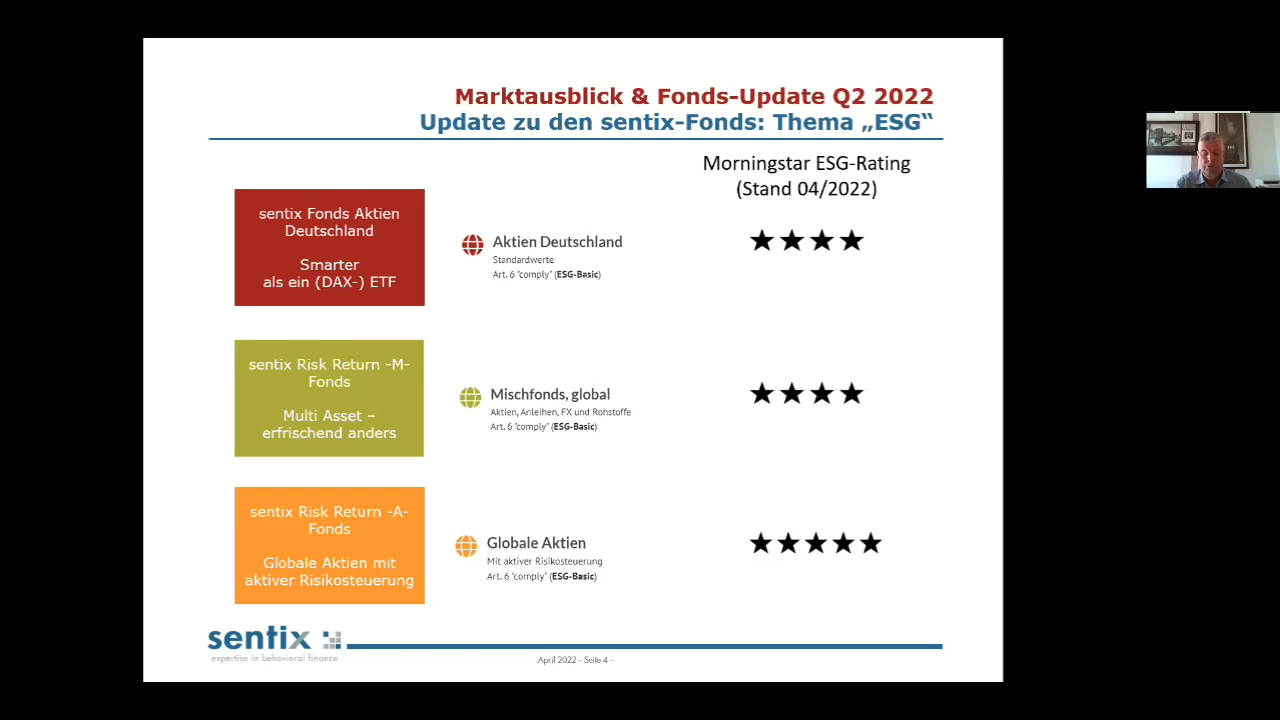 Marktausblick & Fonds-Update Q2 2022
Update zu den sentix-Fonds: Thema „ESG“
Morningstar ESG-Rating
(Stand 04/2022)
sentix Fonds Aktien
Deutschland
Smarter
als ein (DAX-) ETF
Aktien Deutschland
Standardwerte
Art. 6 "comply" (ESG-Basic)
★★★★
sentix Risk Return -M-
Fonds
Multi Asset –
erfrischend anders
Mischfonds, global
Aktien, Anleihen, FX und Rohstoffe
Art. 6 "comply" (ESG-Basic)
★★★★
sentix Risk Return -A-
Fonds
Globale Aktien mit
aktiver Risikosteuerung
Globale Aktien
Mit aktiver Risikosteuerung
Art. 6 "comply" (ESG-Basic)
★★★★★
sentix
expertise in behavioral finance
April 2022 - Seite 4 -